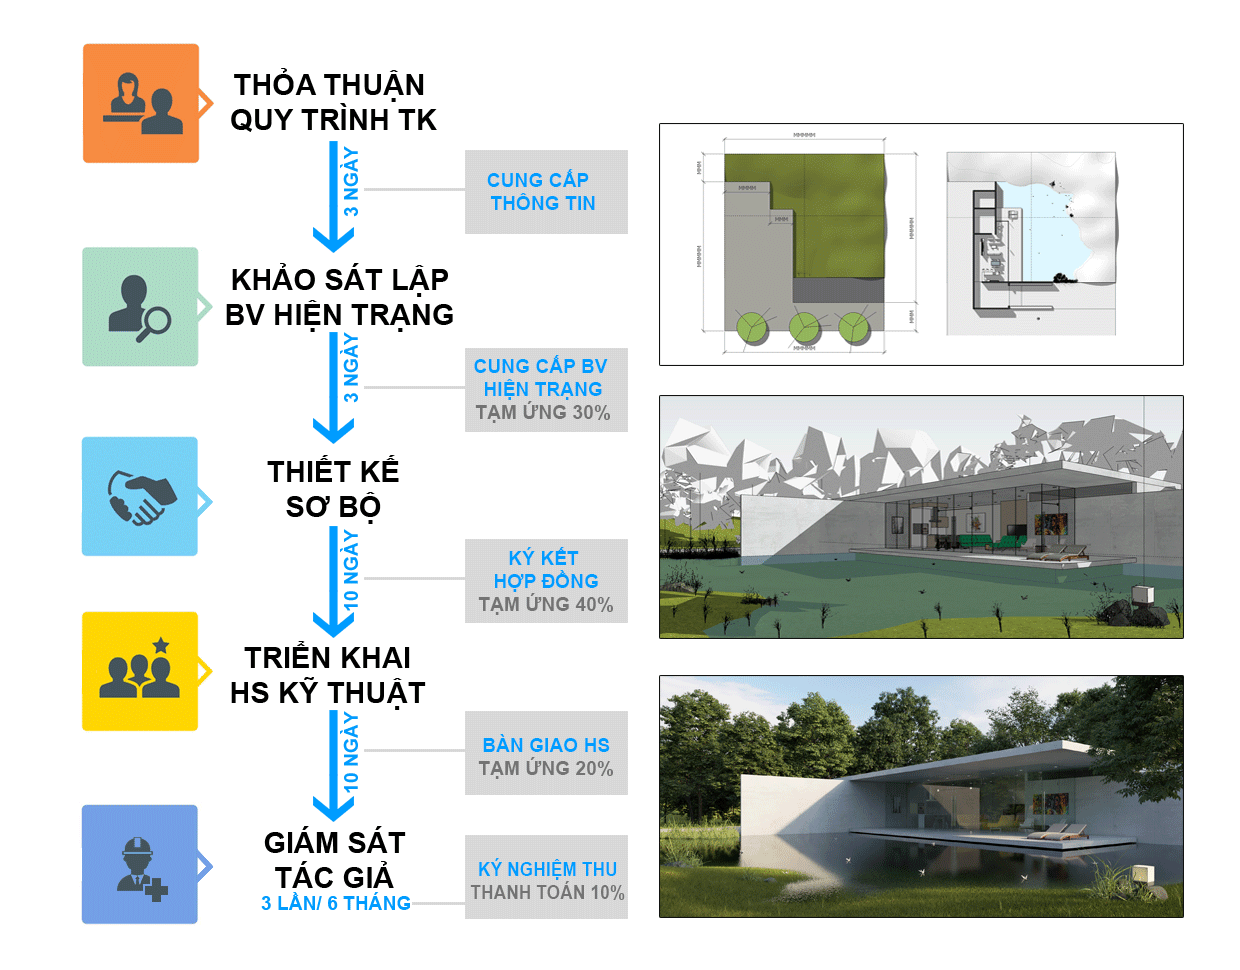 THỎA THUẬN
QUY TRÌNH TK
3 NGÀY
CUNG CẤP
THÔNG TIN
KHẢO SÁT LẬP
BV HIỆN TRẠNG
3 NGÀY
CUNG CẤP BV
HIỆN TRẠNG
TẠM ỨNG 30%
THIẾT KẾ
SƠ BỘ
10 NGÀY
KÝ KẾT
HỢP ĐỒNG
TẠM ỨNG 40%
TRIỂN KHAI
HS KỸ THUẬT
10 NGÀY
BÀN GIAO HS
TẠM ỨNG 20%
GIÁM SÁT
TÁC GIẢ
3 LẦN/ 6 THÁNG
KÝ NGHIỆM THU
THANH TOÁN 10%